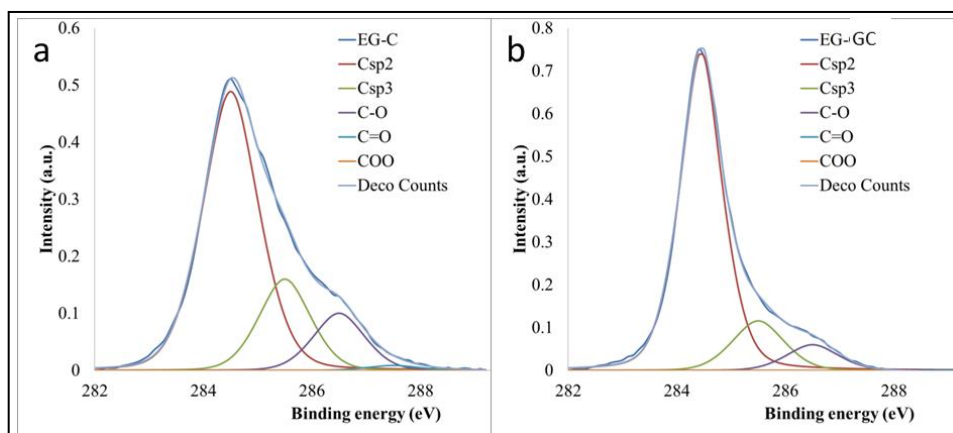 a
0.6
0.5
0.4
0.3
0.2
0.1
0
Intensity (a.u.)
282
284
286
288
Binding energy (eV)
EG-C
Csp2
Csp3
C-O
C=O
COO
Deco Counts
b
0.8
0.7
0.6
0.5
0.4
0.3
0.2
0.1
0
Intensity (a.u.)
282
284
286
288
Binding energy (eV)
EG-GC
Csp2
Csp3
C-O
C=O
COO
Deco Counts